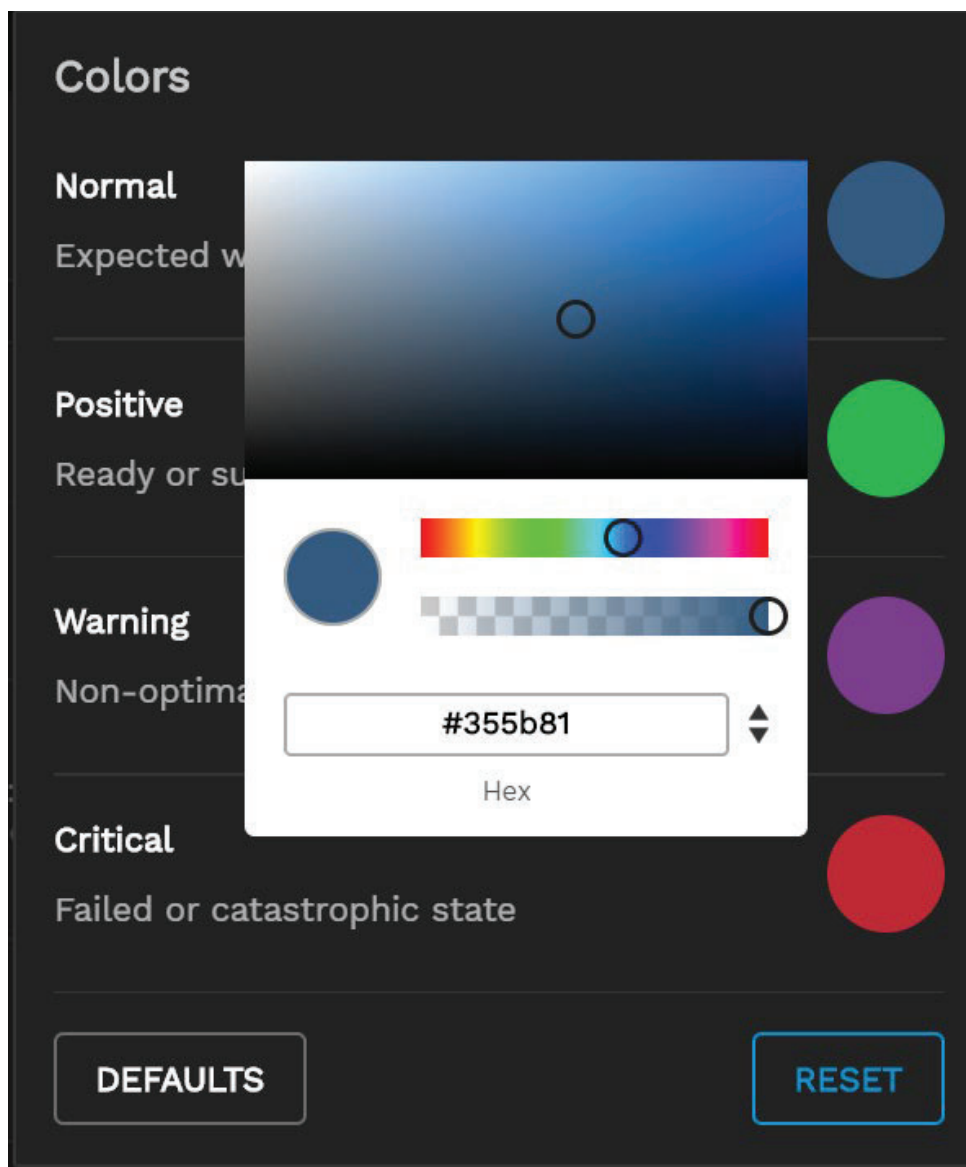 Colors
Normal
Expected w
Positive
Ready or su
Warning
Non-optima
#355b81
Hex
Critical
Failed or catastrophic state
DEFAULTS
RESET